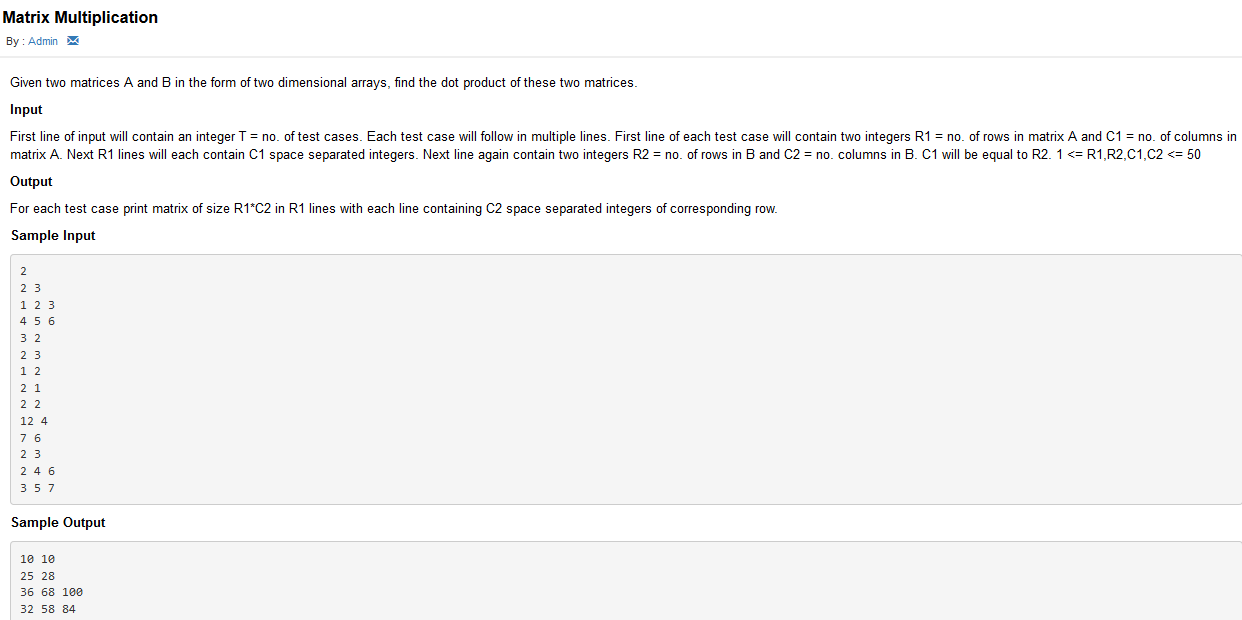 Matrix Multiplication
By : Admin
Given two matrices A and B in the form of two dimensional arrays, find the dot product of these two matrices.
Input
First line of input will contain an integer T = no. of test cases. Each test case will follow in multiple lines. First line of each test case will contain two integers R1 = no. of rows in matrix A and C1 = no. of columns in
matrix A. Next R1 lines will each contain C1 space separated integers. Next line again contain two integers R2 = no. of rows in B and C2 = no. columns in B. C1 will be equal to R2. 1 <= R1,R2,C1,C2 <= 50
Output
For each test case print matrix of size R1*C2 in R1 lines with each line containing C2 space separated integers of corresponding row.
Sample Input
2
2 3
1 2 3
4 5 6
3 2
2 3
1 2
2 1
2 2
12 4
7 6
2 3
2 4 6
3 5 7
Sample Output
10 10
25 28
36 68 100
32 58 84